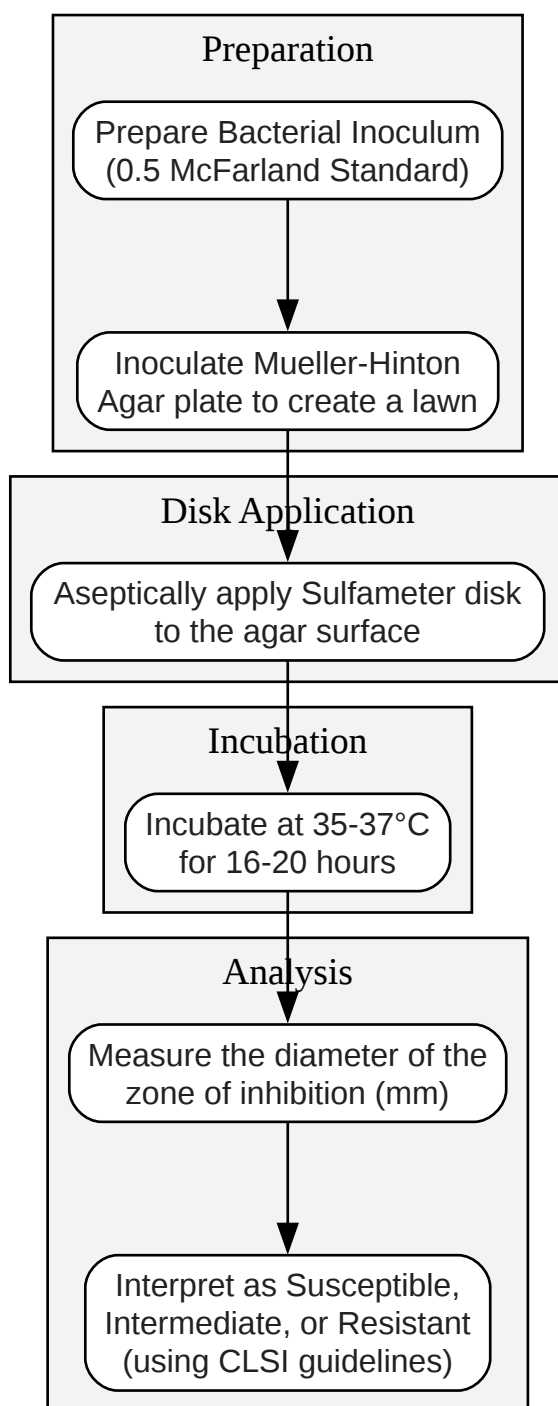 Preparation
Prepare Bacterial Inoculum
(0.5 McFarland Standard)
Inoculate Mueller-Hinton
Agar plate to create a lawn
Disk Application
Aseptically apply Sulfameter disk
to the agar surface
Incubation
Incubate at 35-37°C
for 16-20 hours
Analysis
Measure the diameter of the
zone of inhibition (mm)
Interpret as Susceptible,
Intermediate, or Resistant
(using CLSI guidelines)